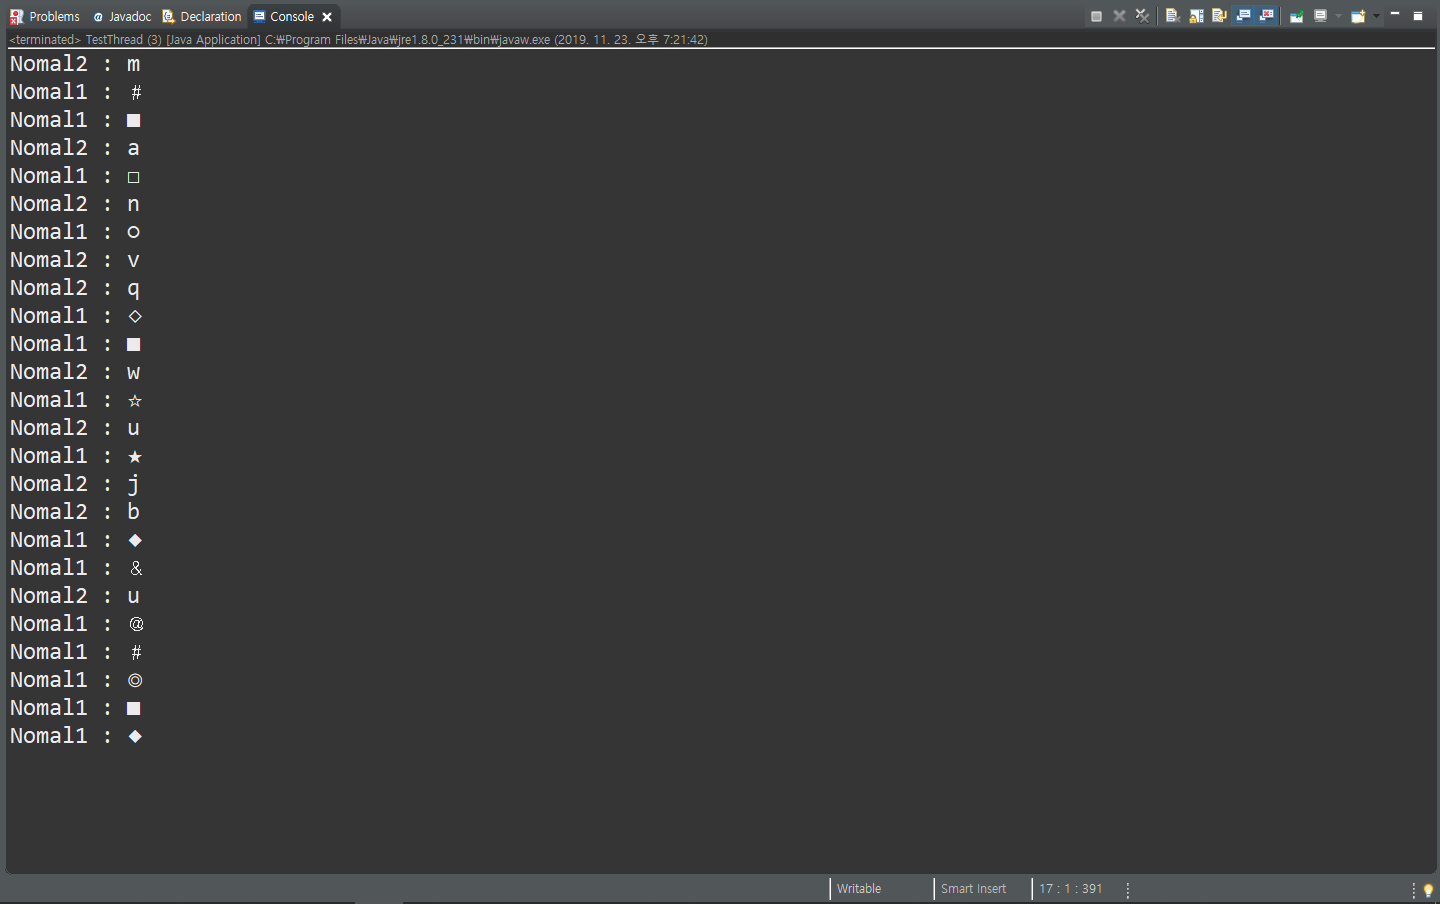 Problems Javadoc Declaration Console
<terminated> TestThread (3) [Java Application] C:₩Program Files₩Java₩jre1.8.0_231₩bin₩javaw.exe (2019. 11. 23. 오후 7:21:42)
Nomal2 : m
Nomal1 : #
Nomal1 : ■
Nomal2 : a
Nomal1 : □
Nomal2 : n
Nomal1 : ○
Nomal2 : v
Nomal2 : q
Nomal1 : ◇
Nomal1 : ■
Nomal2 : w
Nomal1 : ☆
Nomal2 : u
Nomal1 : ★
Nomal2 : j
Nomal2 : b
Nomal1 : ◆
Nomal1 : &
Nomal2 : u
Nomal1 : @
Nomal1 : #
Nomal1 : ◎
Nomal1 : ■
Nomal1 : ◆
Writable Smart Insert 17 : 1 : 391